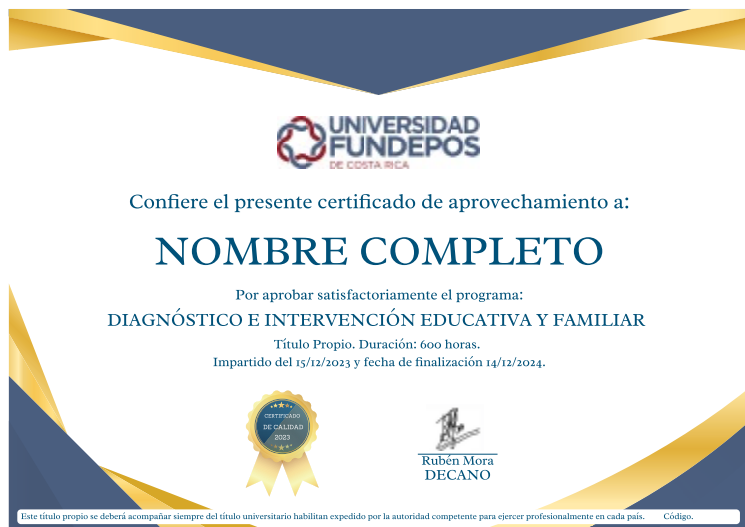 UNIVERSIDAD
FUNDEPOS
DE COSTA RICA
Confiere el presente certificado de aprovechamiento a:
NOMBRE COMPLETO
Por aprobar satisfactoriamente el programa:
DIAGNÓSTICO E INTERVENCIÓN EDUCATIVA Y FAMILIAR
Título Propio. Duración: 600 horas.
Impartido del 15/12/2023 y fecha de finalización 14/12/2024.
CERTIFICADO
DE CALIDAD
2023
Rubén Mora
DECANO
Este título propio se deberá acompañar siempre del título universitario habilitan expedido por la autoridad competente para ejercer profesionalmente en cada país. Código.